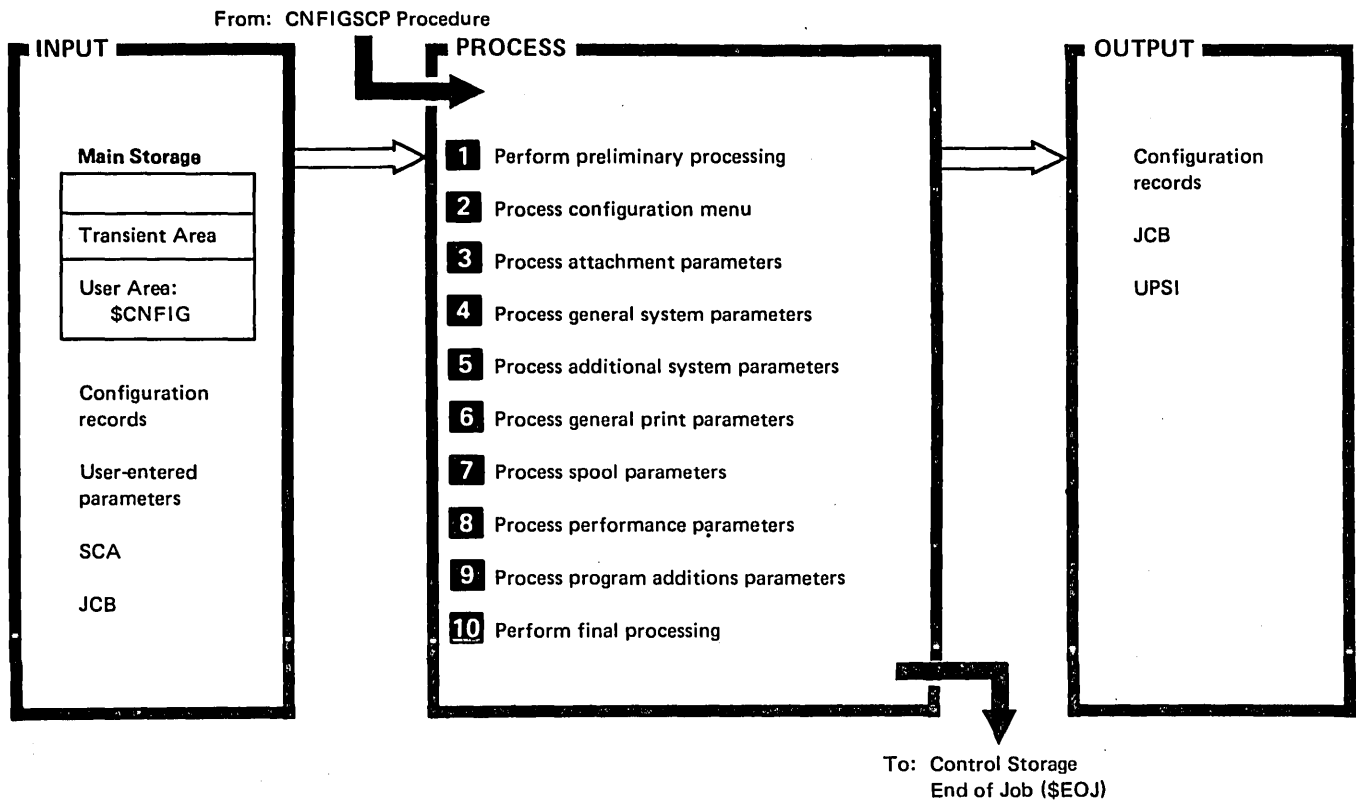 From: CNFIGSCP Procedure
INPUT
Main Storage
Transient Area
User Area:
$CNFIG
Configuration
records
User-entered
parameters
SCA
JCB
PROCESS
1 Perform preliminary processing
2 Process configuration menu
3 Process attachment parameters
4 Process general system parameters
5 Process additional system parameters
6 Process general print parameters
7 Process spool parameters
8 Process performance parameters
9 Process program additions parameters
10 Perform final processing
OUTPUT
Configuration
records
JCB
UPSI
To: Control Storage
End of Job ($EOJ)